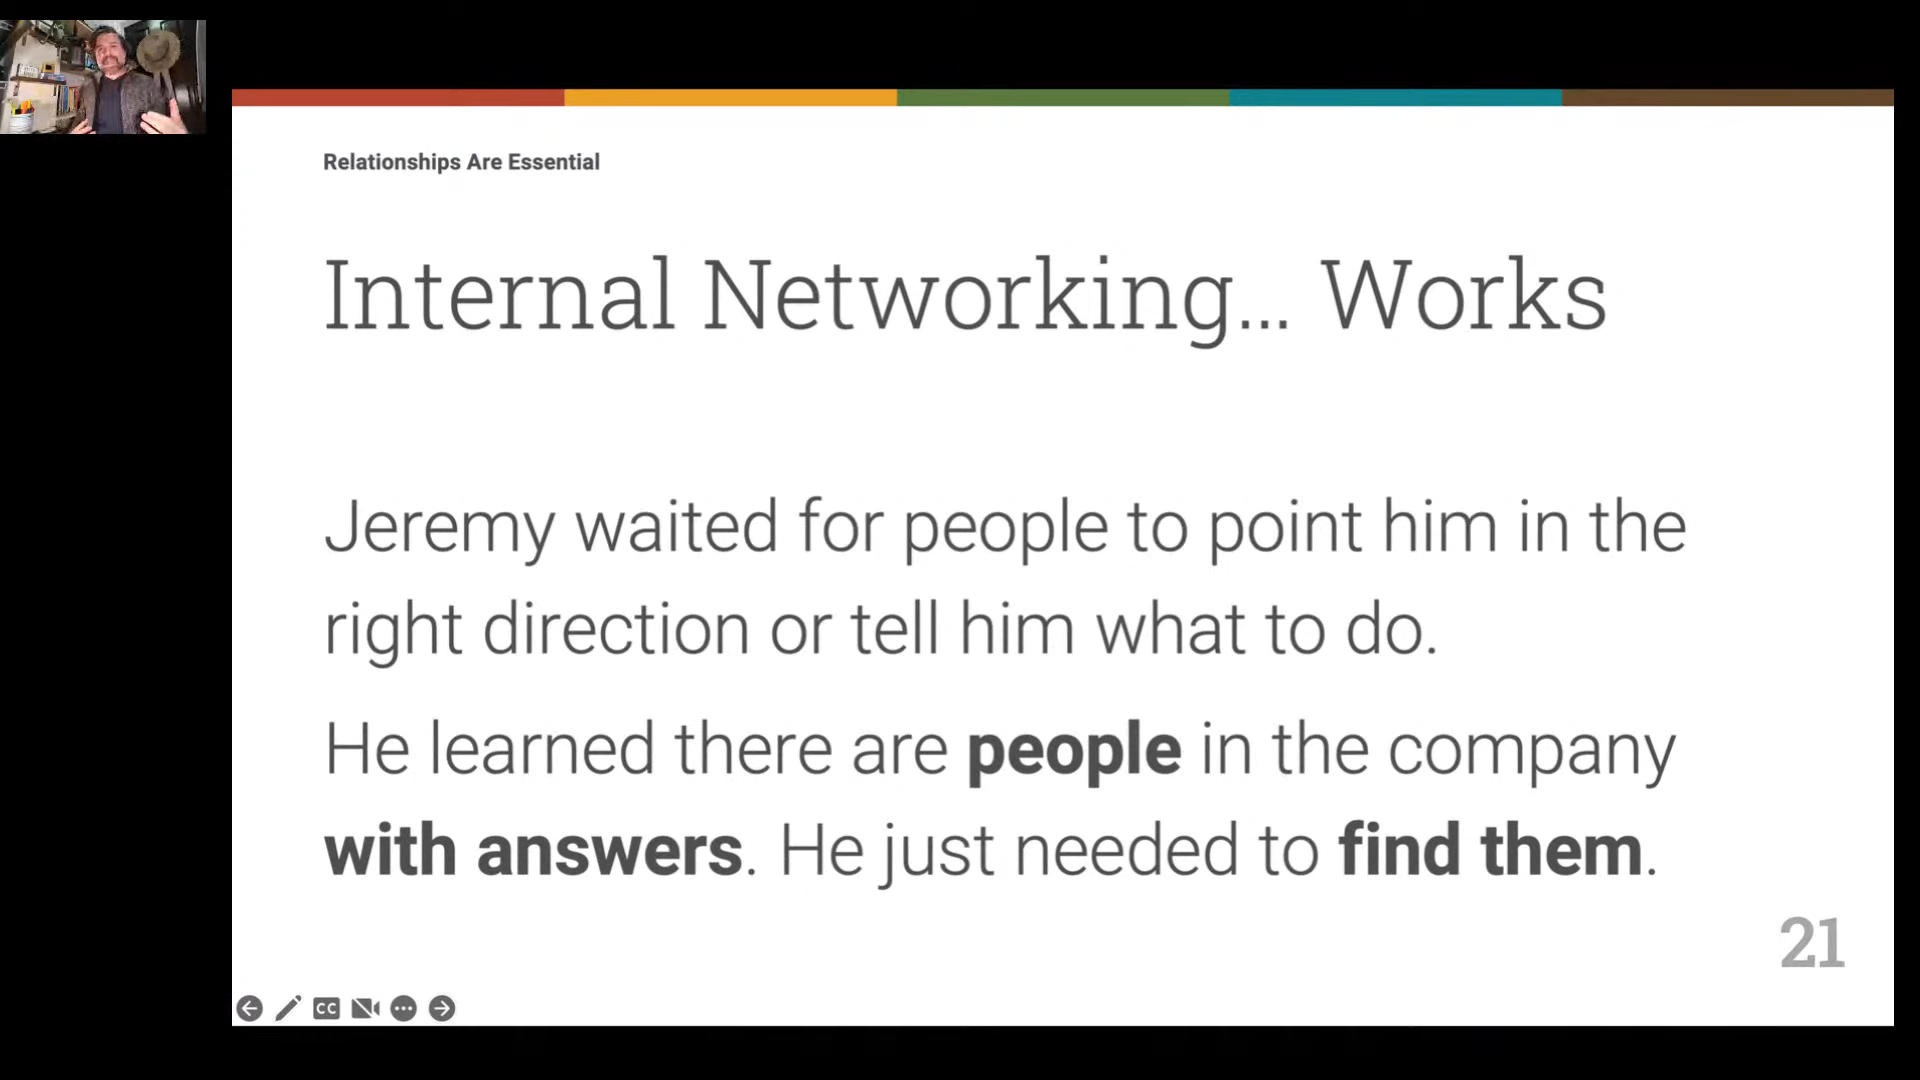 Relationships Are Essential
Internal Networking... Works
Jeremy waited for people to point him in the
right direction or tell him what to do.
He learned there are people in the company
with answers. He just needed to find them.
21
CC